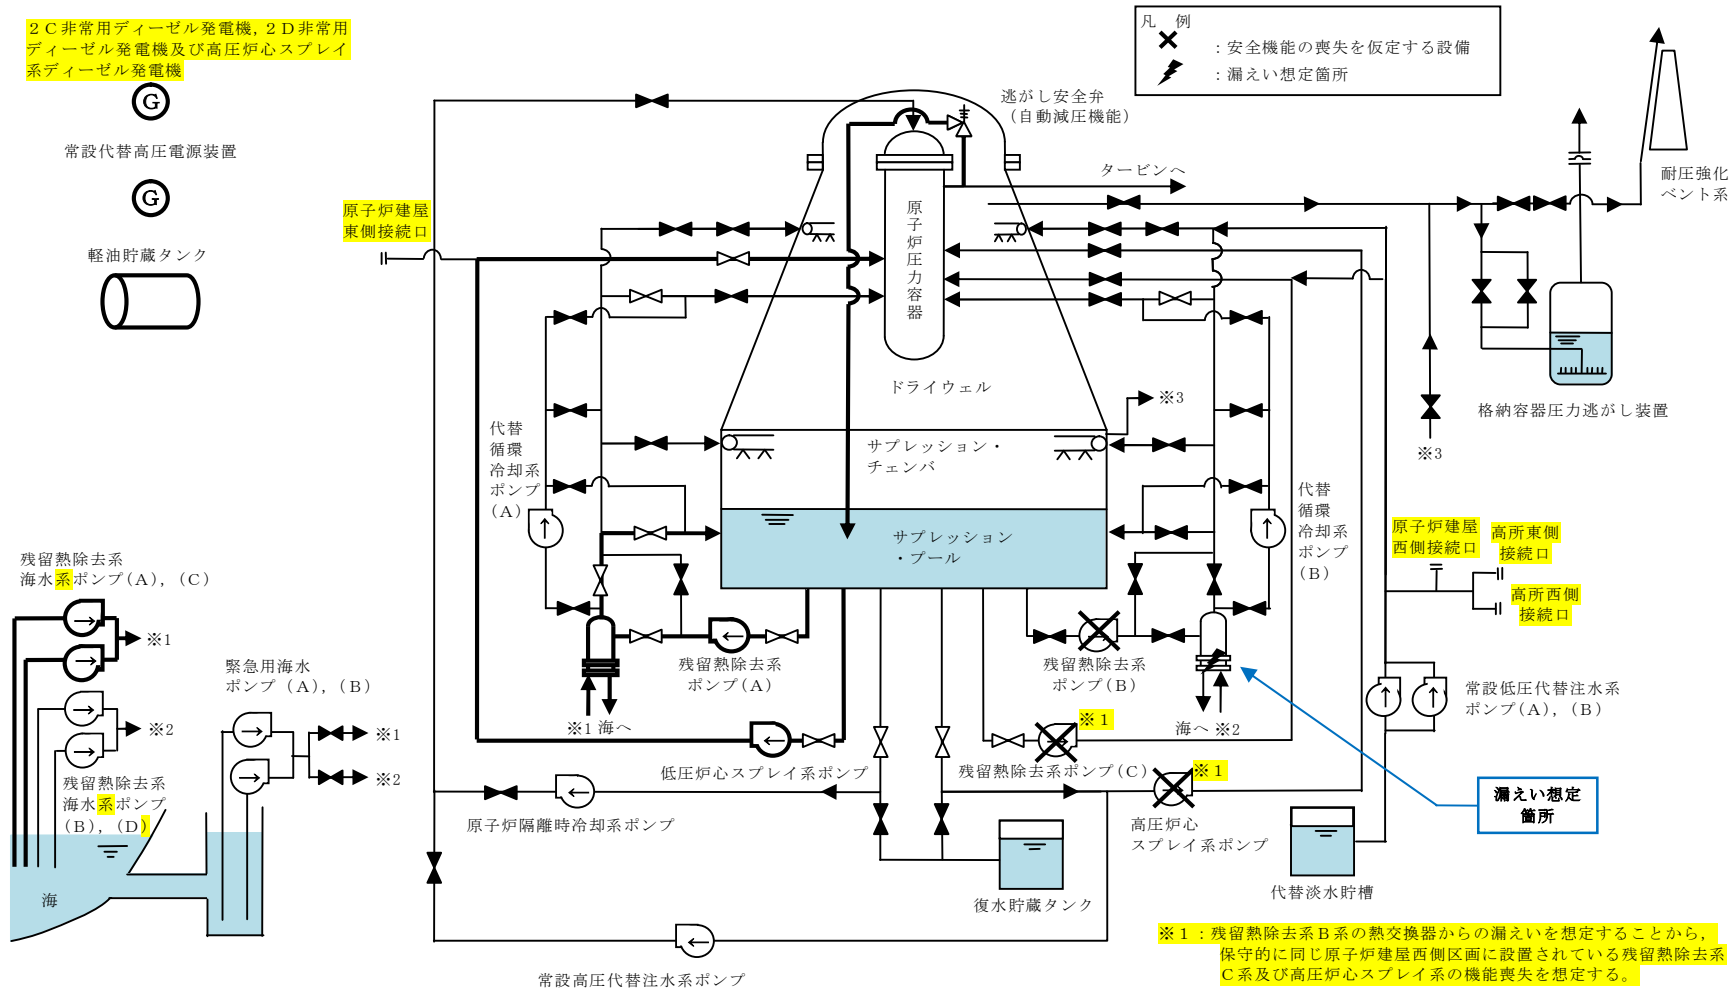 ２Ｃ非常用ディーゼル発電機，２Ｄ非常用
ディーゼル発電機及び高圧炉心スプレイ
系ディーゼル発電機
Ｇ
常設代替高圧電源装置
Ｇ
軽油貯蔵タンク
凡　例
：安全機能の喪失を仮定する設備
：漏えい想定箇所
逃がし安全弁
（自動減圧機能）
タービンへ
耐圧強化
ベント系
原子炉建屋
東側接続口
原子炉圧力容器
ドライウェル
※3
格納容器圧力逃がし装置
※3
代替
循環
冷却系
ポンプ
（A）
サプレッション・
チェンバ
サプレッション
・プール
代替
循環
冷却系
ポンプ
（B）
原子炉建屋
西側接続口
高所東側
接続口
高所西側
接続口
残留熱除去系
海水系ポンプ（A），（C）
※1
※2
残留熱除去系
海水系ポンプ
（B），（D）
海
緊急用海水
ポンプ（A），（B）
※1
※2
残留熱除去系
ポンプ（A）
※1 海へ
残留熱除去系
ポンプ（B）
海へ ※2
常設低圧代替注水系
ポンプ（A），（B）
低圧炉心スプレイ系ポンプ
※１
残留熱除去系ポンプ（C）
※１
漏えい想定
箇所
原子炉隔離時冷却系ポンプ
高圧炉心
スプレイ系ポンプ
復水貯蔵タンク
代替淡水貯槽
常設高圧代替注水系ポンプ
※１：残留熱除去系Ｂ系の熱交換器からの漏えいを想定することから，
保守的に同じ原子炉建屋西側区画に設置されている残留熱除去系
Ｃ系及び高圧炉心スプレイ系の機能喪失を想定する。